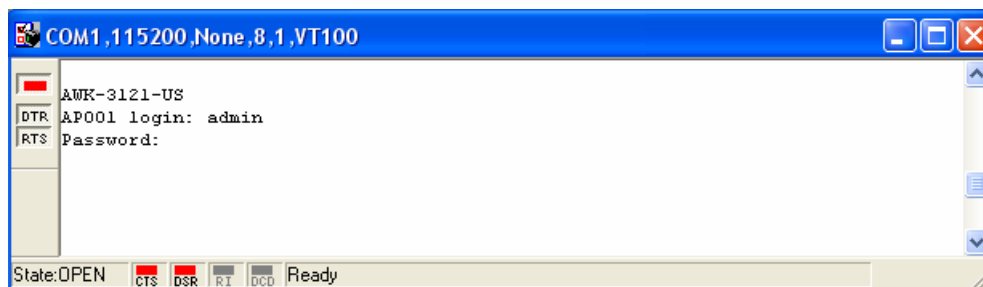 COM1,115200,None,8,1,VT100
AWK-3121-US
DTR AP001 login: admin
RTS Password:
State:OPEN CTS DSR RI DCD Ready